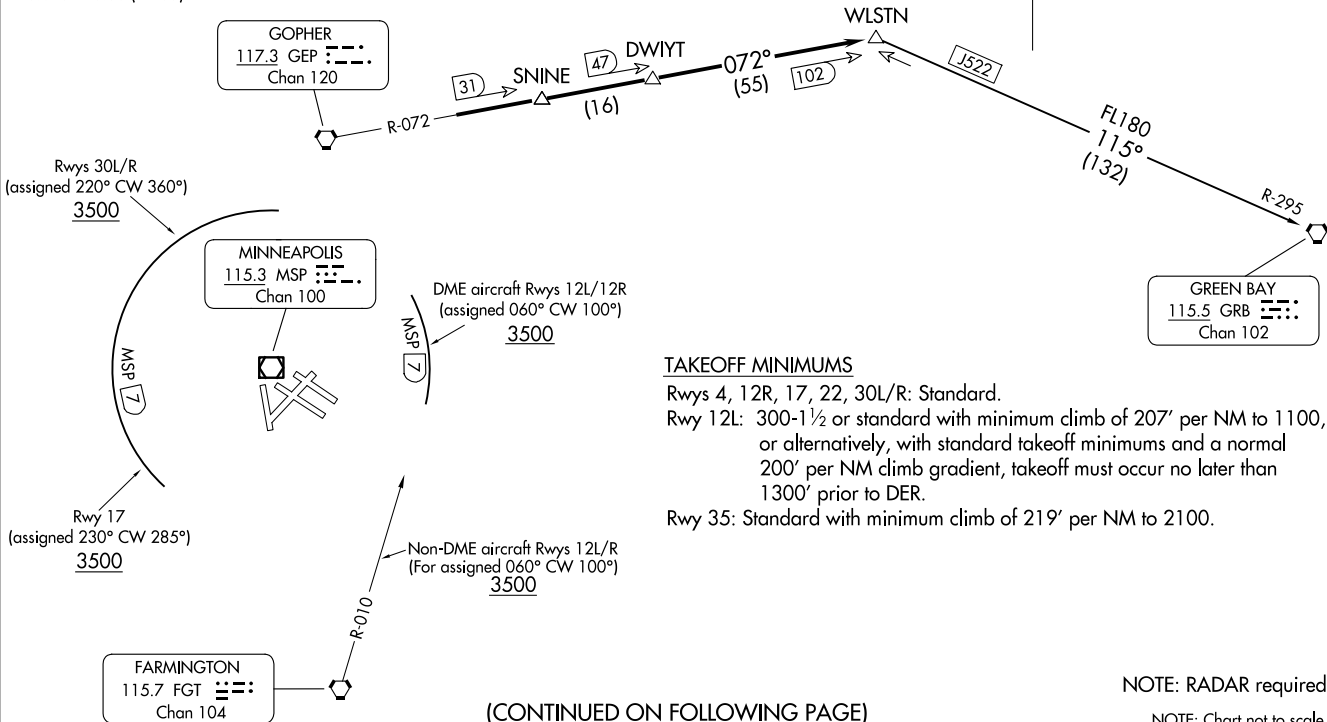 WLSTN
GOPHER
117.3 GEP
Chan 120
31
SNINE
47
DWIYT
072°
(55)
102
(16)
R-072
J522
FL180
115°
(132)
R-295
GREEN BAY
115.5 GRB
Chan 102
Rwys 30L/R
(assigned 220° CW 360°)
3500
MINNEAPOLIS
115.3 MSP
Chan 100
DME aircraft Rwys 12L/12R
(assigned 060° CW 100°)
3500
MSP 7
MSP 7
Rwy 17
(assigned 230° CW 285°)
3500
TAKEOFF MINIMUMS
Rwys 4, 12R, 17, 22, 30L/R: Standard.
Rwy 12L: 300-1½ or standard with minimum climb of 207' per NM to 1100,
or alternatively, with standard takeoff minimums and a normal
200' per NM climb gradient, takeoff must occur no later than
1300' prior to DER.
Rwy 35: Standard with minimum climb of 219' per NM to 2100.
Non-DME aircraft Rwys 12L/R
(For assigned 060° CW 100°)
3500
R-010
FARMINGTON
115.7 FGT
Chan 104
(CONTINUED ON FOLLOWING PAGE)
NOTE: RADAR required
NOTE: Chart not to scale